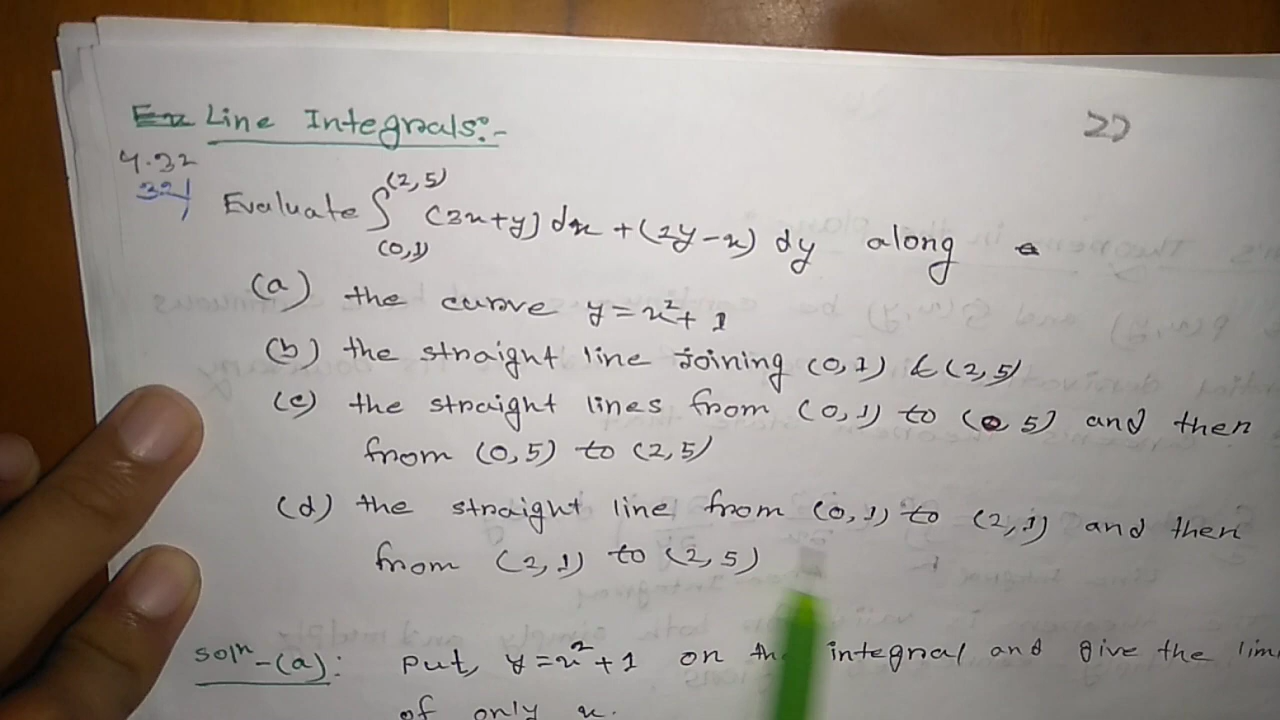 Line Integrals:-
22
4.32
32)
Evaluate ∫(0,1)^(2,5) (3x+y) dx + (2y-x) dy along
(a) the curve y = x²+ 1
(b) the straight line joining (0,1) & (2,5)
(c) the straight lines from (0,1) to (0,5) and then
from (0,5) to (2,5)
(d) the straight line from (0,1) to (2,1) and then
from (2,1) to (2,5)
Solⁿ-(a): Put, y = x²+1 on the integral and give the lim
of only x.